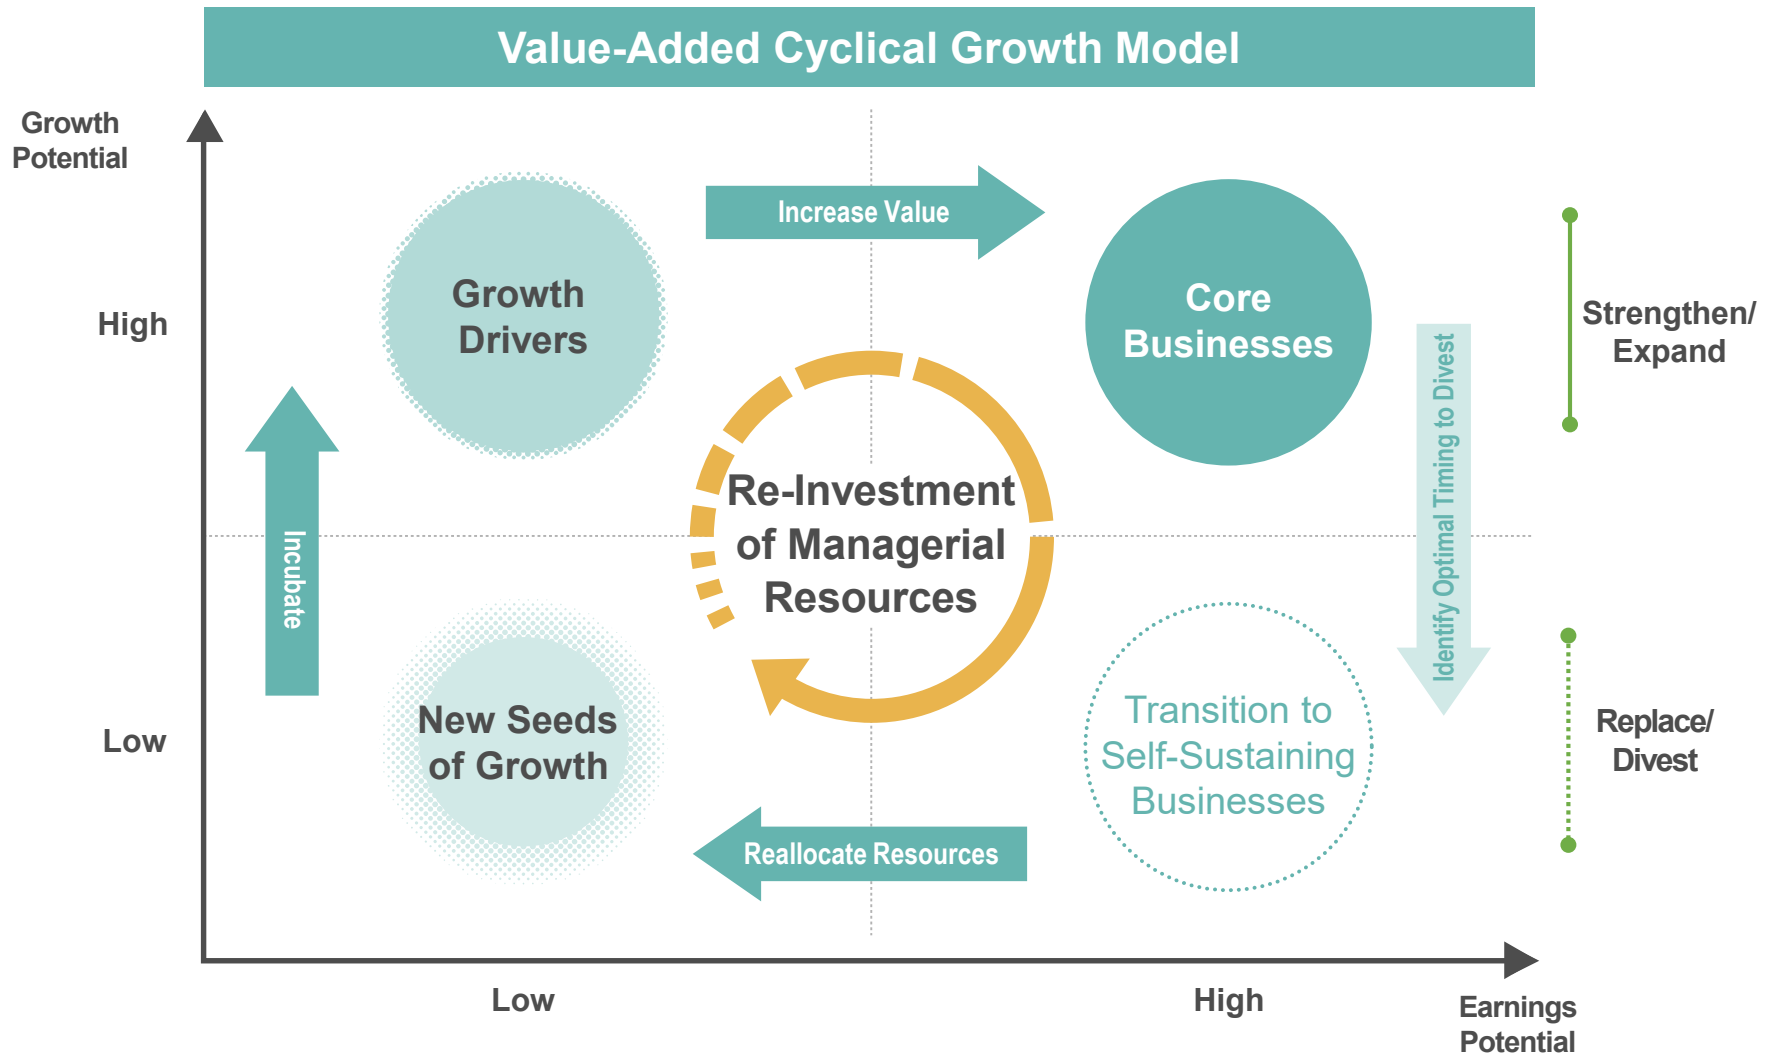 Value-Added Cyclical Growth Model
Growth
Potential
High
Low
Growth
Drivers
Increase Value
Core
Businesses
Strengthen/
Expand
Incubate
Re-Investment
of Managerial
Resources
Identify Optimal Timing to Divest
New Seeds
of Growth
Transition to
Self-Sustaining
Businesses
Replace/
Divest
Reallocate Resources
Low
High
Earnings
Potential